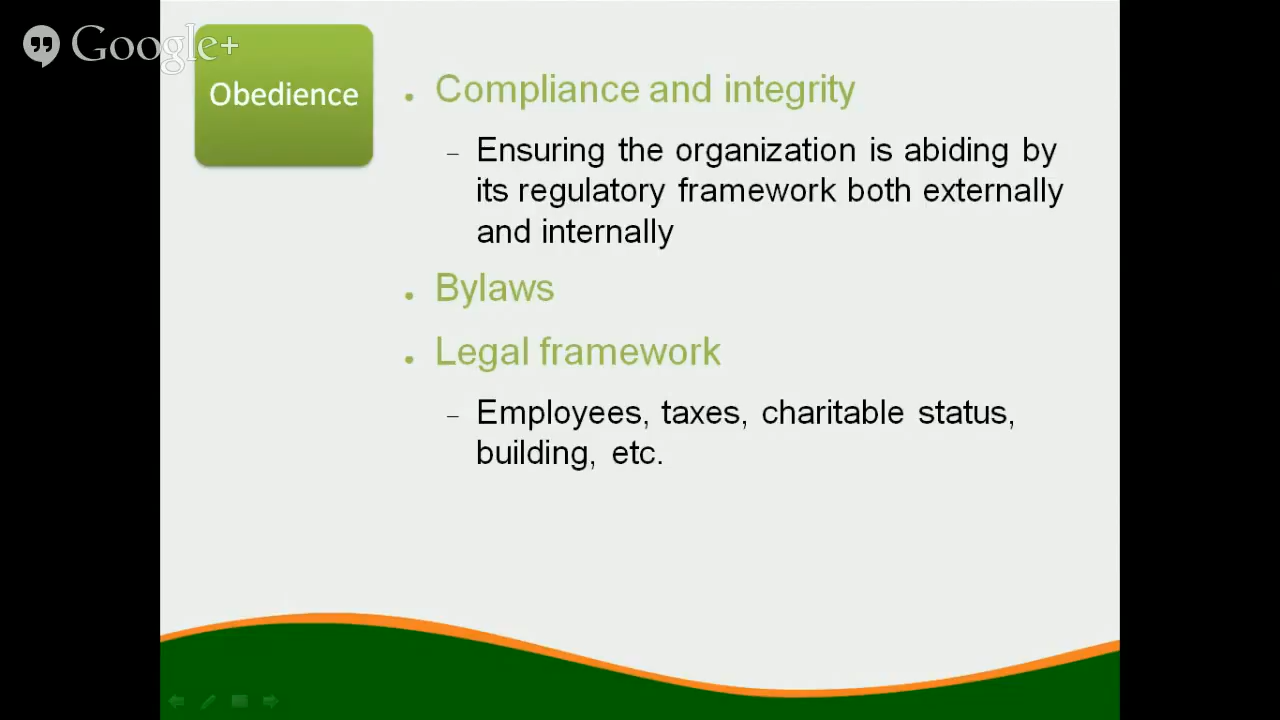 Google+
Obedience
• Compliance and integrity
– Ensuring the organization is abiding by
its regulatory framework both externally
and internally
• Bylaws
• Legal framework
– Employees, taxes, charitable status,
building, etc.